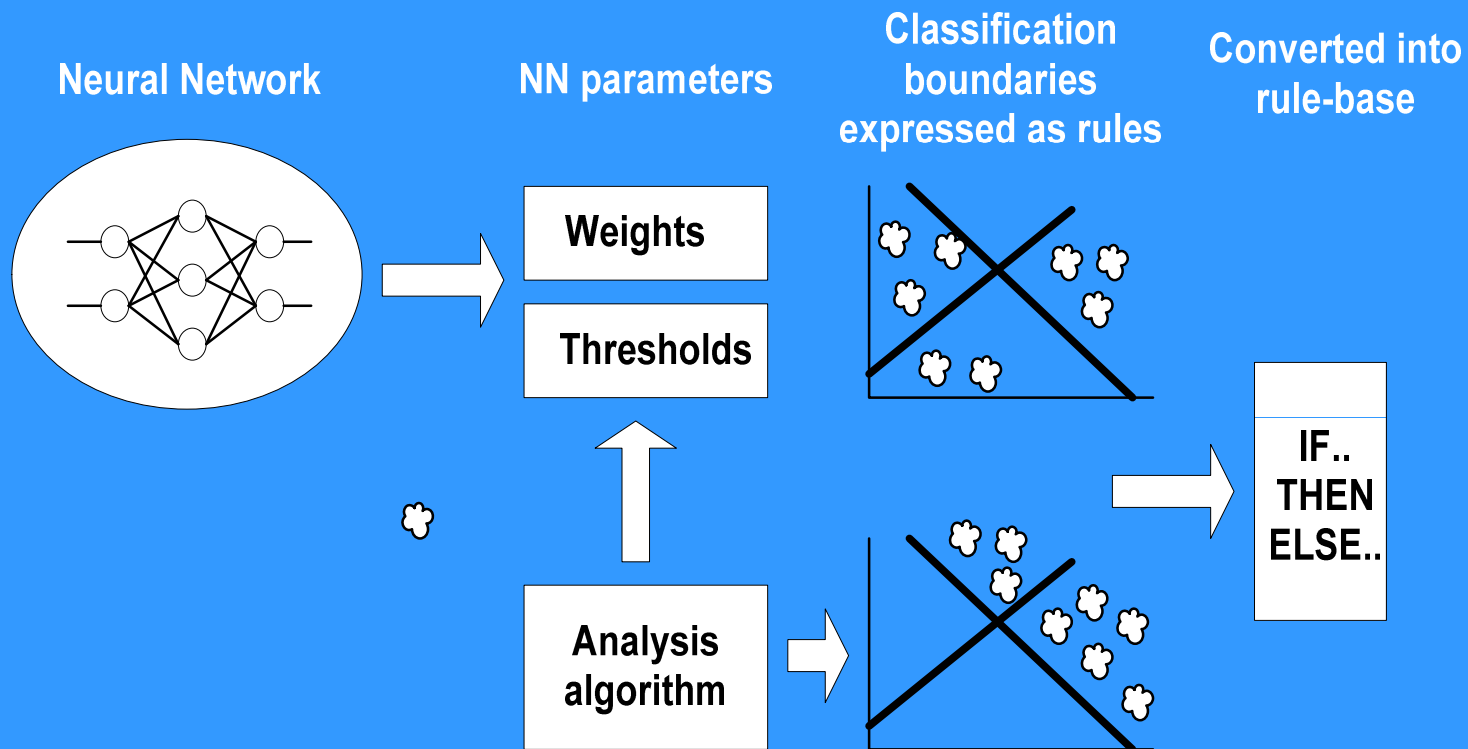 Neural Network
NN parameters
Classification
boundaries
expressed as rules
Converted into
rule-base
Weights
Thresholds
Analysis
algorithm
IF..
THEN
ELSE..